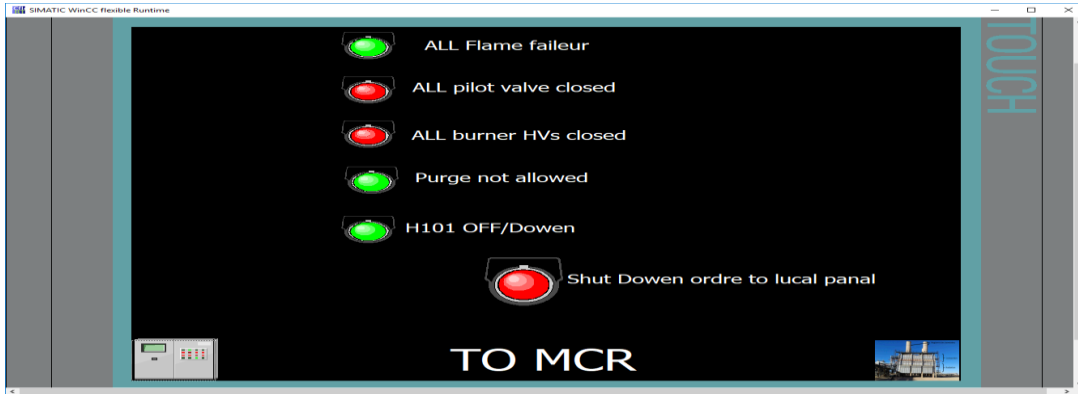 SIMATIC WinCC flexible Runtime
TOUCH
ALL Flame faileur
ALL pilot valve closed
ALL burner HVs closed
Purge not allowed
H101 OFF/Dowen
Shut Dowen ordre to lucal panal
TO MCR